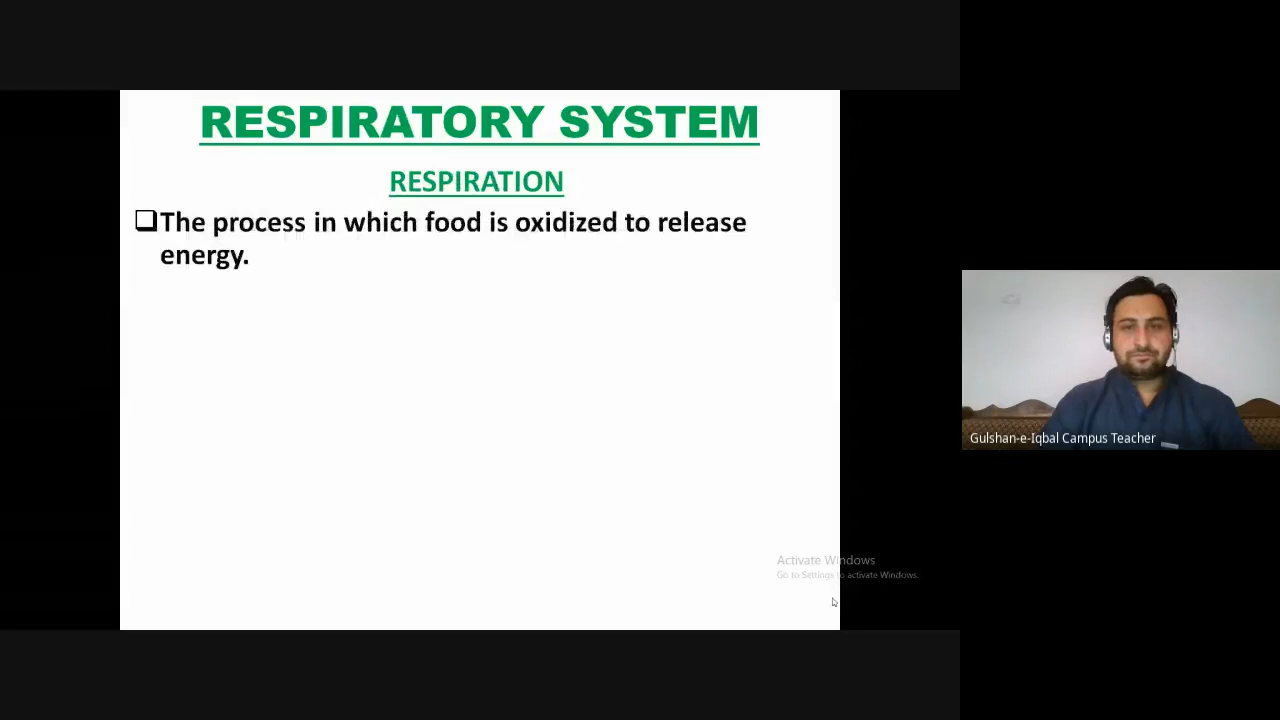 RESPIRATORY SYSTEM
RESPIRATION
❑The process in which food is oxidized to release
energy.
Gulshan-e-Iqbal Campus Teacher
Activate Windows
Go to Settings to activate Windows.